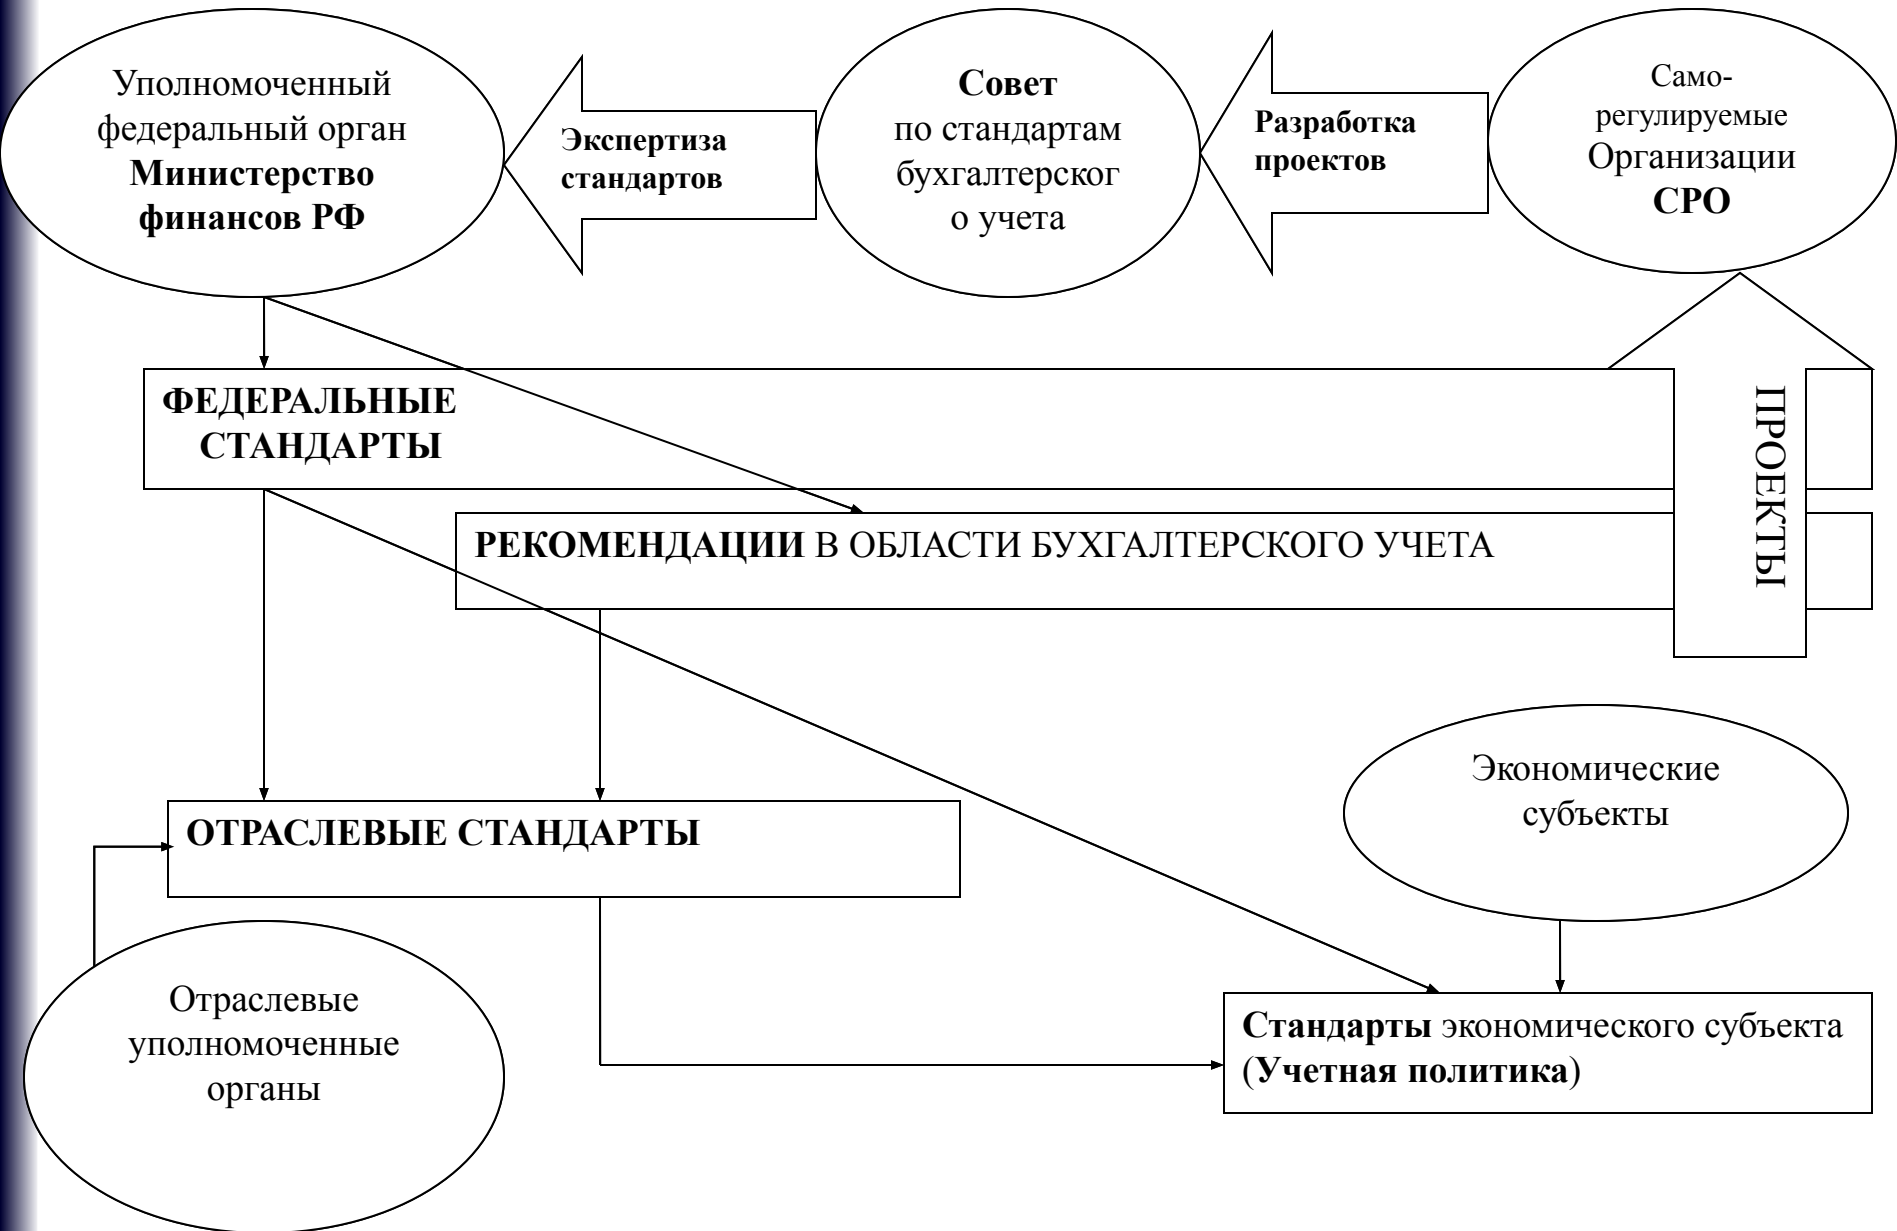 Уполномоченный
федеральный орган
Министерство
финансов РФ
Экспертиза
стандартов
Совет
по стандартам
бухгалтерског
о учета
Разработка
проектов
Само-
регулируемые
Организации
СРО
ФЕДЕРАЛЬНЫЕ
СТАНДАРТЫ
ПРОЕКТЫ
РЕКОМЕНДАЦИИ В ОБЛАСТИ БУХГАЛТЕРСКОГО УЧЕТА
Экономические
субъекты
ОТРАСЛЕВЫЕ СТАНДАРТЫ
Отраслевые
уполномоченные
органы
Стандарты экономического субъекта
(Учетная политика)